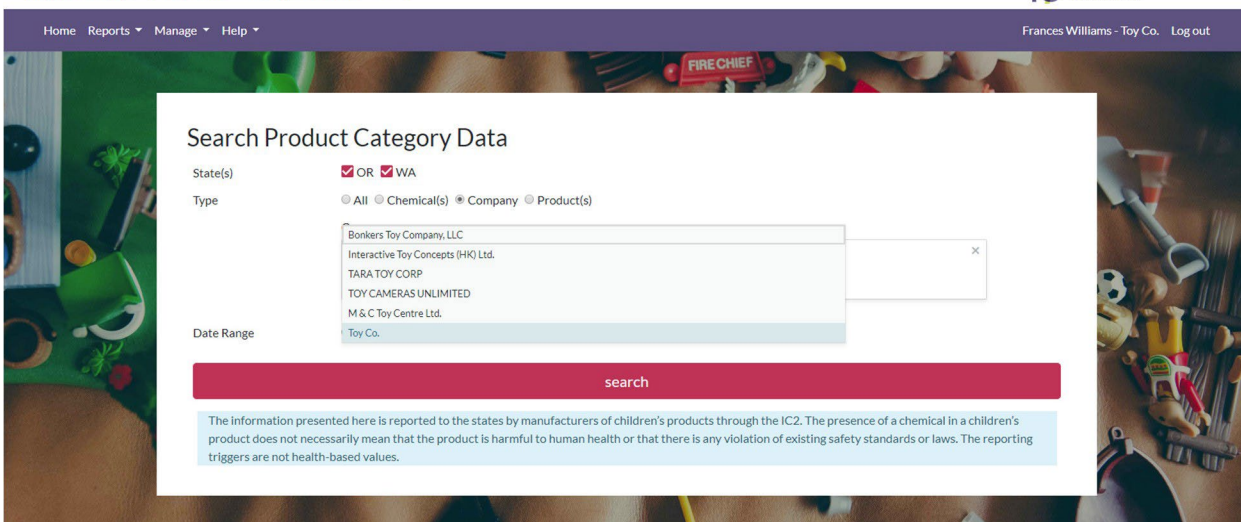 Home Reports Manage Help Frances Williams - Toy Co. Log out
FIRE CHIEF
Search Product Category Data
State(s) OR WA
Type All Chemical(s) Company Product(s)
Bonkers Toy Company, LLC
Interactive Toy Concepts (HK) Ltd.
×
TARA TOY CORP
TOY CAMERAS UNLIMITED
M & C Toy Centre Ltd.
Date Range Toy Co.
search
The information presented here is reported to the states by manufacturers of children's products through the IC2. The presence of a chemical in a children's
product does not necessarily mean that the product is harmful to human health or that there is any violation of existing safety standards or laws. The reporting
triggers are not health-based values.